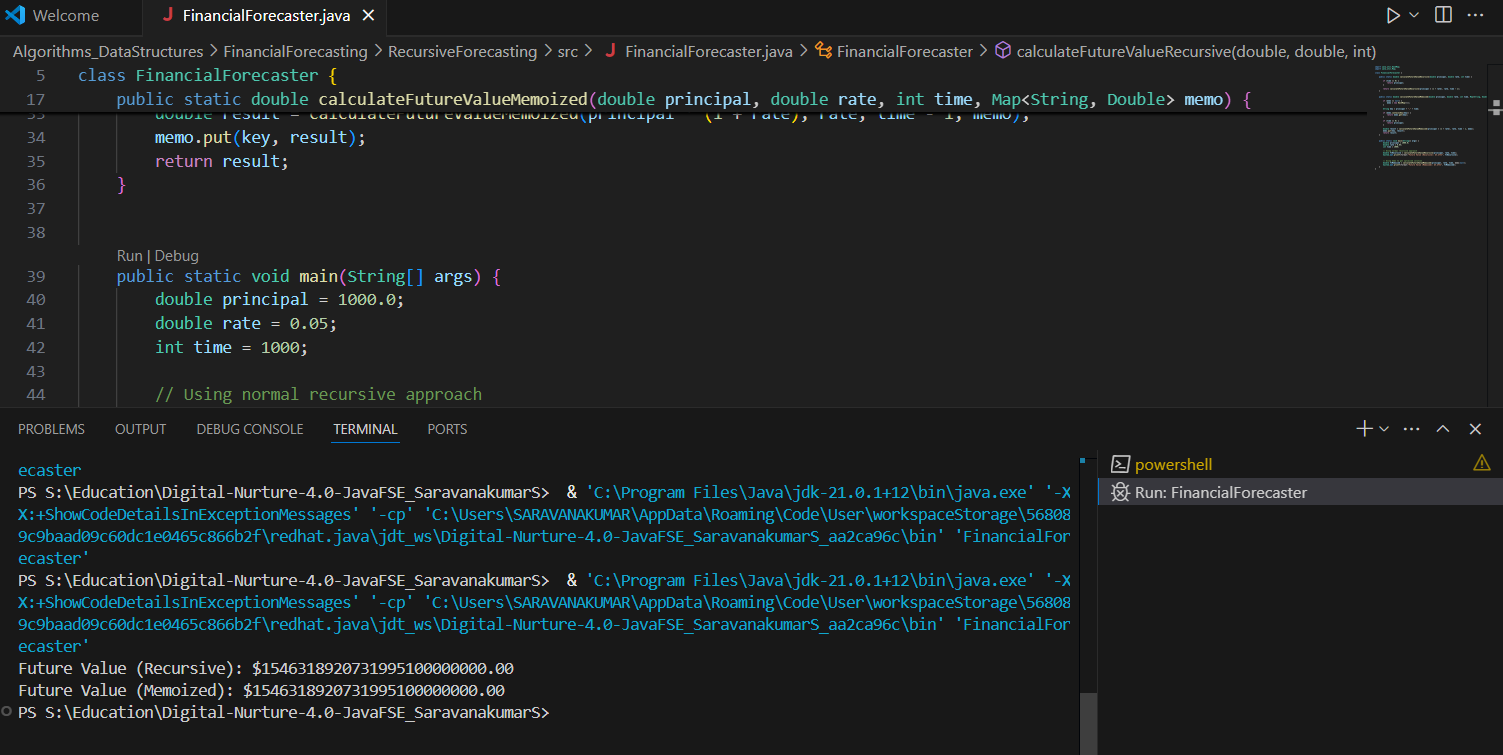 Welcome
FinancialForecaster.java
Algorithms_DataStructures > FinancialForecasting > RecursiveForecasting > src > FinancialForecaster.java > FinancialForecaster > calculateFutureValueRecursive(double, double, int)
5 class FinancialForecaster {
17 public static double calculateFutureValueMemoized(double principal, double rate, int time, Map<String, Double> memo) {
33 double result = calculateFutureValueMemoized(principal * (1 + rate), rate, time - 1, memo);
34 memo.put(key, result);
35 return result;
36 }
37
38
Run | Debug
39 public static void main(String[] args) {
40 double principal = 1000.0;
41 double rate = 0.05;
42 int time = 1000;
43
44 // Using normal recursive approach
PROBLEMS OUTPUT DEBUG CONSOLE TERMINAL PORTS
ecaster
PS S:\Education\Digital-Nurture-4.0-JavaFSE_SaravanakumarS> & 'C:\Program Files\Java\jdk-21.0.1+12\bin\java.exe' '-X
X:+ShowCodeDetailsInExceptionMessages' '-cp' 'C:\Users\SARAVANAKUMAR\AppData\Roaming\Code\User\workspaceStorage\56808
9c9baad09c60dc1e0465c866b2f\redhat.java\jdt_ws\Digital-Nurture-4.0-JavaFSE_SaravanakumarS_aa2ca96c\bin' 'FinancialFor
ecaster'
PS S:\Education\Digital-Nurture-4.0-JavaFSE_SaravanakumarS> & 'C:\Program Files\Java\jdk-21.0.1+12\bin\java.exe' '-X
X:+ShowCodeDetailsInExceptionMessages' '-cp' 'C:\Users\SARAVANAKUMAR\AppData\Roaming\Code\User\workspaceStorage\56808
9c9baad09c60dc1e0465c866b2f\redhat.java\jdt_ws\Digital-Nurture-4.0-JavaFSE_SaravanakumarS_aa2ca96c\bin' 'FinancialFor
ecaster'
Future Value (Recursive): $1546318920731995100000000.00
Future Value (Memoized): $1546318920731995100000000.00
PS S:\Education\Digital-Nurture-4.0-JavaFSE_SaravanakumarS>
powershell
Run: FinancialForecaster